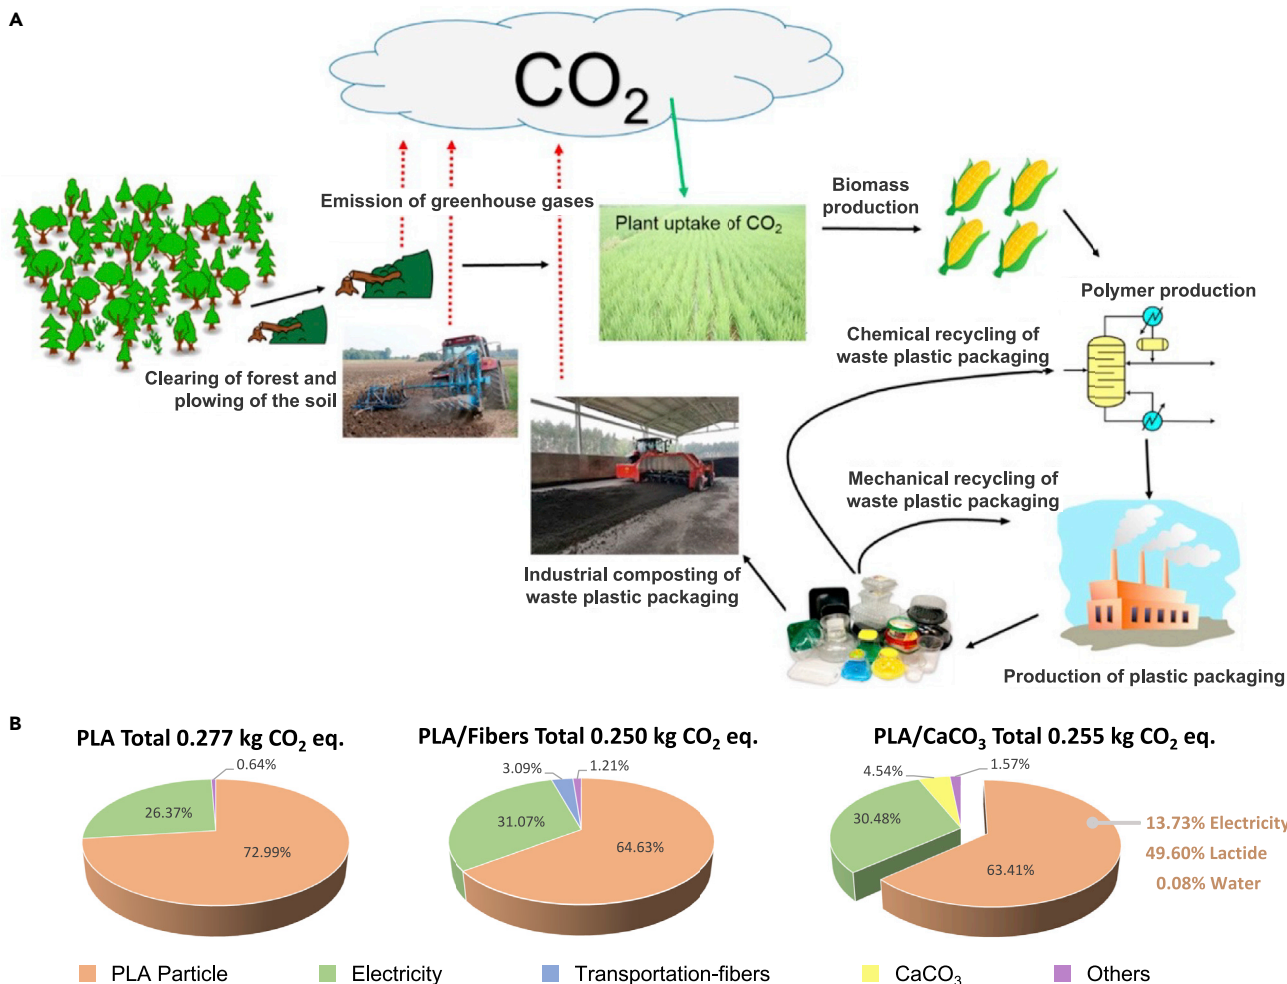 A
CO₂
Emission of greenhouse gases
Plant uptake of CO₂
Biomass
production
Polymer production
Clearing of forest and
plowing of the soil
Chemical recycling of
waste plastic packaging
Mechanical recycling of
waste plastic packaging
Industrial composting of
waste plastic packaging
Production of plastic packaging
B
PLA Total 0.277 kg CO₂ eq.
0.64%
26.37%
72.99%
PLA/Fibers Total 0.250 kg CO₂ eq.
3.09%
1.21%
31.07%
64.63%
PLA/CaCO₃ Total 0.255 kg CO₂ eq.
4.54%
1.57%
30.48%
63.41%
13.73% Electricity
49.60% Lactide
0.08% Water
PLA Particle
Electricity
Transportation-fibers
CaCO₃
Others